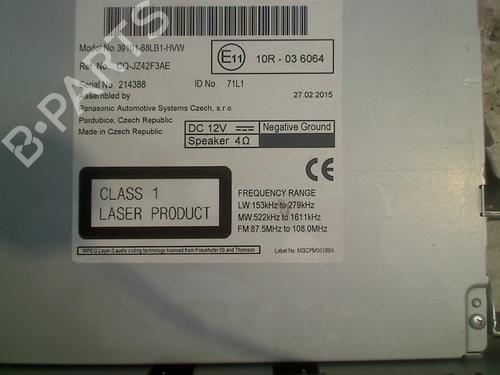 Model No 39101-68LB1-HVW
Ref. No. CQ-JZ42F3AE
Serial No. 214388 ID No. 71L1
Assembled by 27.02.2015
Panasonic Automotive Systems Czech, s.r.o.
Pardubice, Czech Republic
Made in Czech Republic
E11 10R - 03 6064
DC 12V Negative Ground
Speaker 4Ω
CE
CLASS 1
LASER PRODUCT
FREQUENCY RANGE
LW.153kHz to 279kHz
MW.522kHz to 1611kHz
FM.87.5MHz to 108.0MHz
MPEG Layer-3 audio coding technology licensed from Fraunhofer IIS and Thomson
Label No. MGCPM00188A
B-PARTS